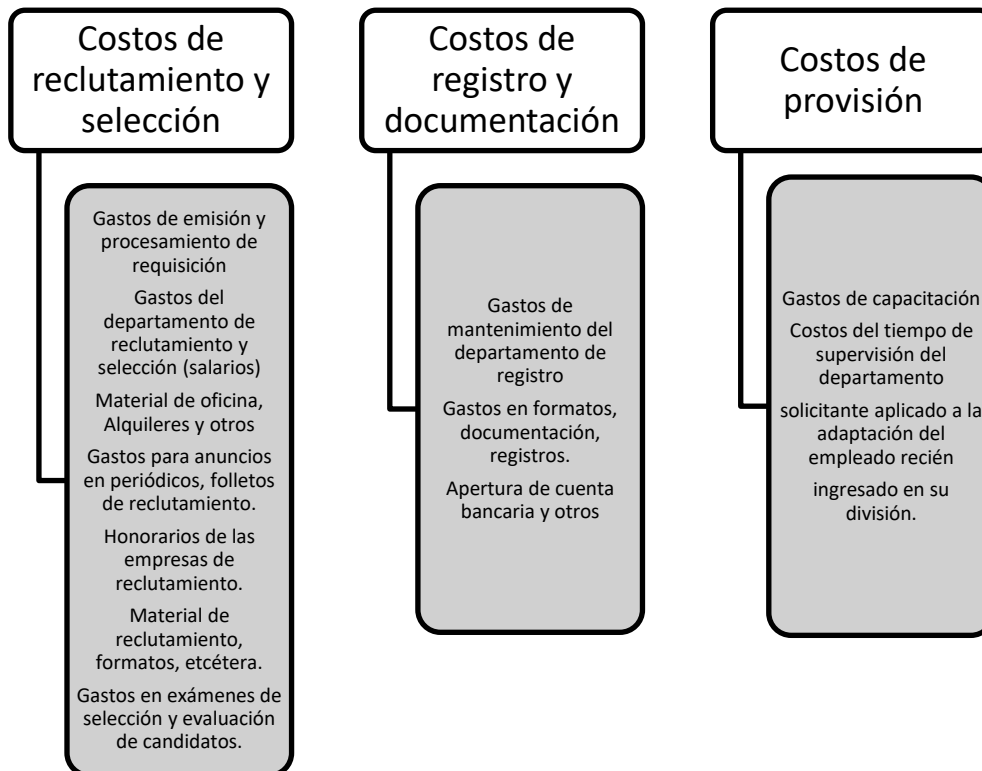 Costos de
reclutamiento y
selección
Gastos de emisión y
procesamiento de
requisición
Gastos del
departamento de
reclutamiento y
selección (salarios)
Material de oficina,
Alquileres y otros
Gastos para anuncios
en periódicos, folletos
de reclutamiento.
Honorarios de las
empresas de
reclutamiento.
Material de
reclutamiento,
formatos, etcétera.
Gastos en exámenes de
selección y evaluación
de candidatos.
Costos de
registro y
documentación
Gastos de
mantenimiento del
departamento de
registro
Gastos en formatos,
documentación,
registros.
Apertura de cuenta
bancaria y otros
Costos de
provisión
Gastos de capacitación
Costos del tiempo de
supervisión del
departamento
solicitante aplicado a la
adaptación del
empleado recién
ingresado en su
división.